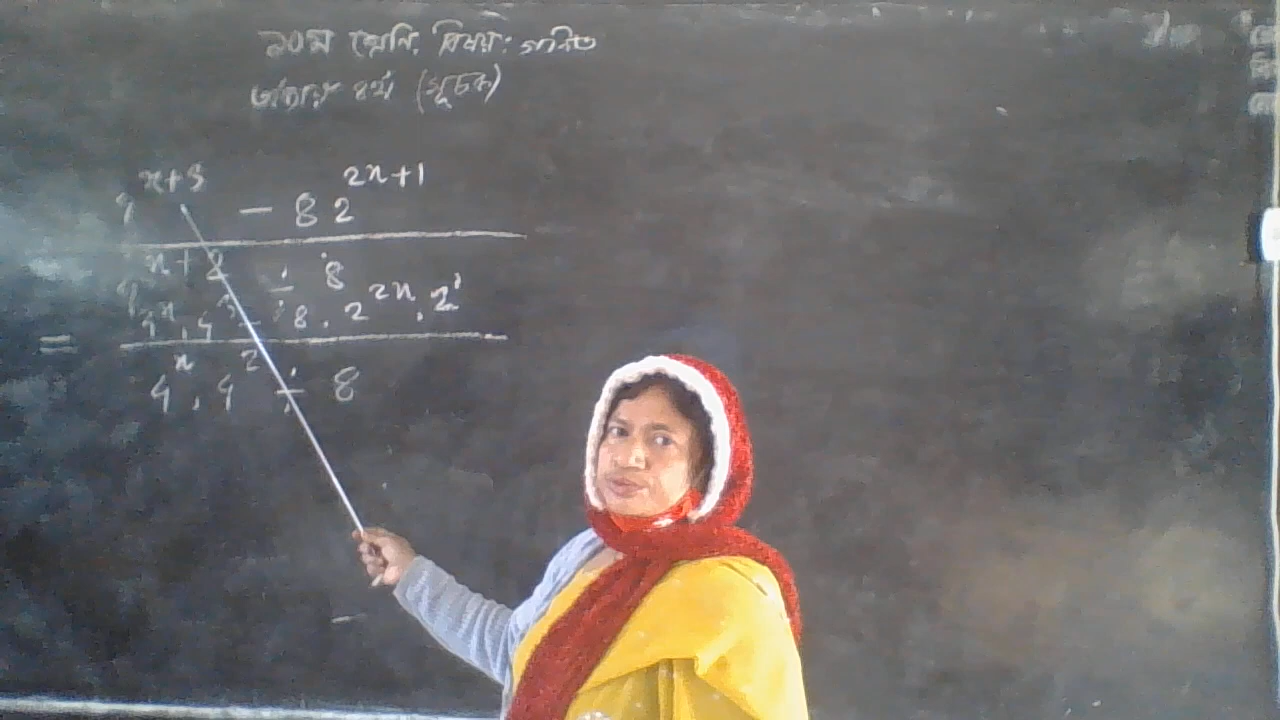 ১০ম শ্রেণি, বিষয়: গণিত
অধ্যায় ৪র্থ (সূচক)
4^{x+3} - 8 2^{2x+1}
4^{x+2} ÷ 8
= 4^x . 4^3 - 8 . 2^{2x} . 2^1
4^x . 4^2 ÷ 8